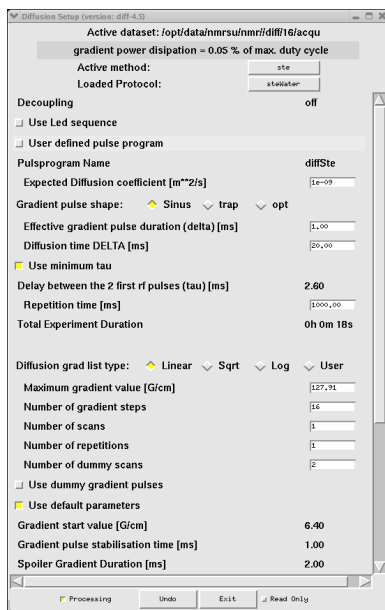 Diffusion Setup (version: diff-4.5)
Active dataset: /opt/data/nmrsu/nmr//diff/16/acqu
gradient power disipation = 0.05 % of max. duty cycle
Active method: ste
Loaded Protocol: steWater
Decoupling off
Use Led sequence
User defined pulse program
Pulsprogram Name diffSte
Expected Diffusion coefficient [m**2/s] 1e-09
Gradient pulse shape: Sinus trap opt
Effective gradient pulse duration (delta) [ms] 1.00
Diffusion time DELTA [ms] 20.00
Use minimum tau
Delay between the 2 first rf pulses (tau) [ms] 2.60
Repetition time [ms] 1000.00
Total Experiment Duration 0h 0m 18s
Diffusion grad list type: Linear Sqrt Log User
Maximum gradient value [G/cm] 127.91
Number of gradient steps 16
Number of scans 1
Number of repetitions 1
Number of dummy scans 2
Use dummy gradient pulses
Use default parameters
Gradient start value [G/cm] 6.40
Gradient pulse stabilisation time [ms] 1.00
Spoiler Gradient Duration [ms] 2.00
Processing Undo Exit Read Only